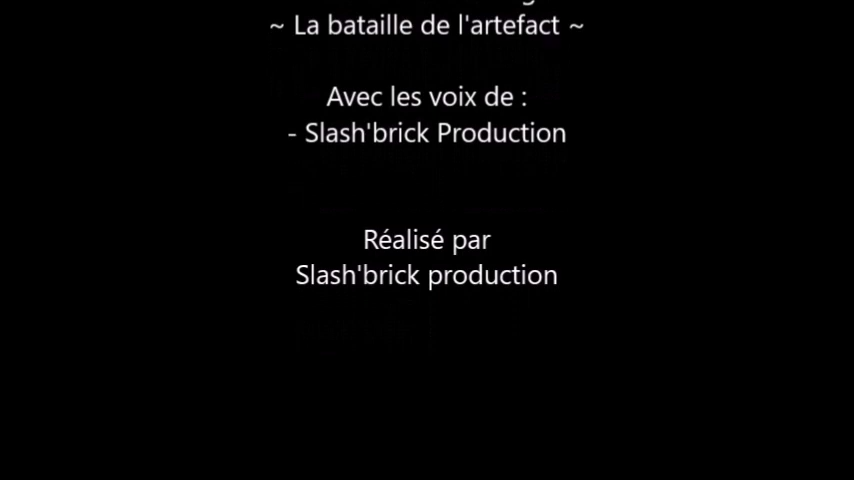 ~ La bataille de l'artefact ~
Avec les voix de :
- Slash'brick Production
Réalisé par
Slash'brick production